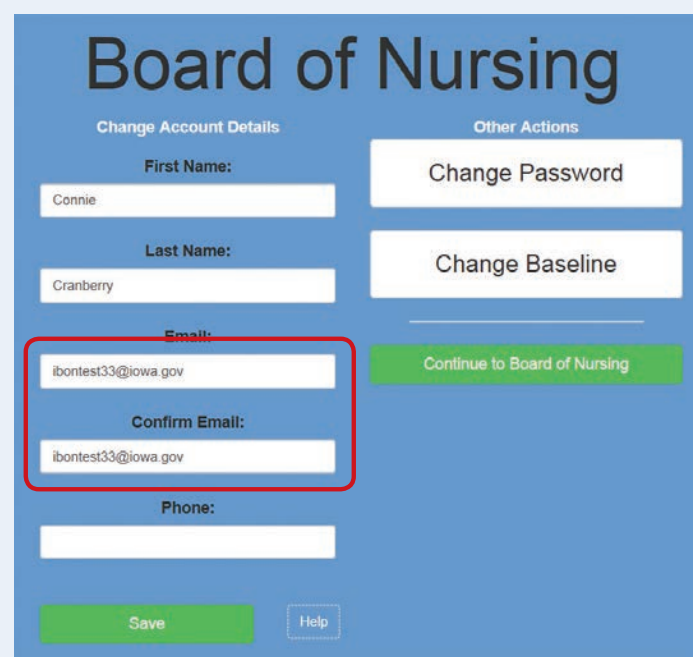 Board of Nursing
Change Account Details
First Name:
Connie
Last Name:
Cranberry
Email:
ibontest33@iowa.gov
Confirm Email:
ibontest33@iowa.gov
Phone:
Save
Help
Other Actions
Change Password
Change Baseline
Continue to Board of Nursing